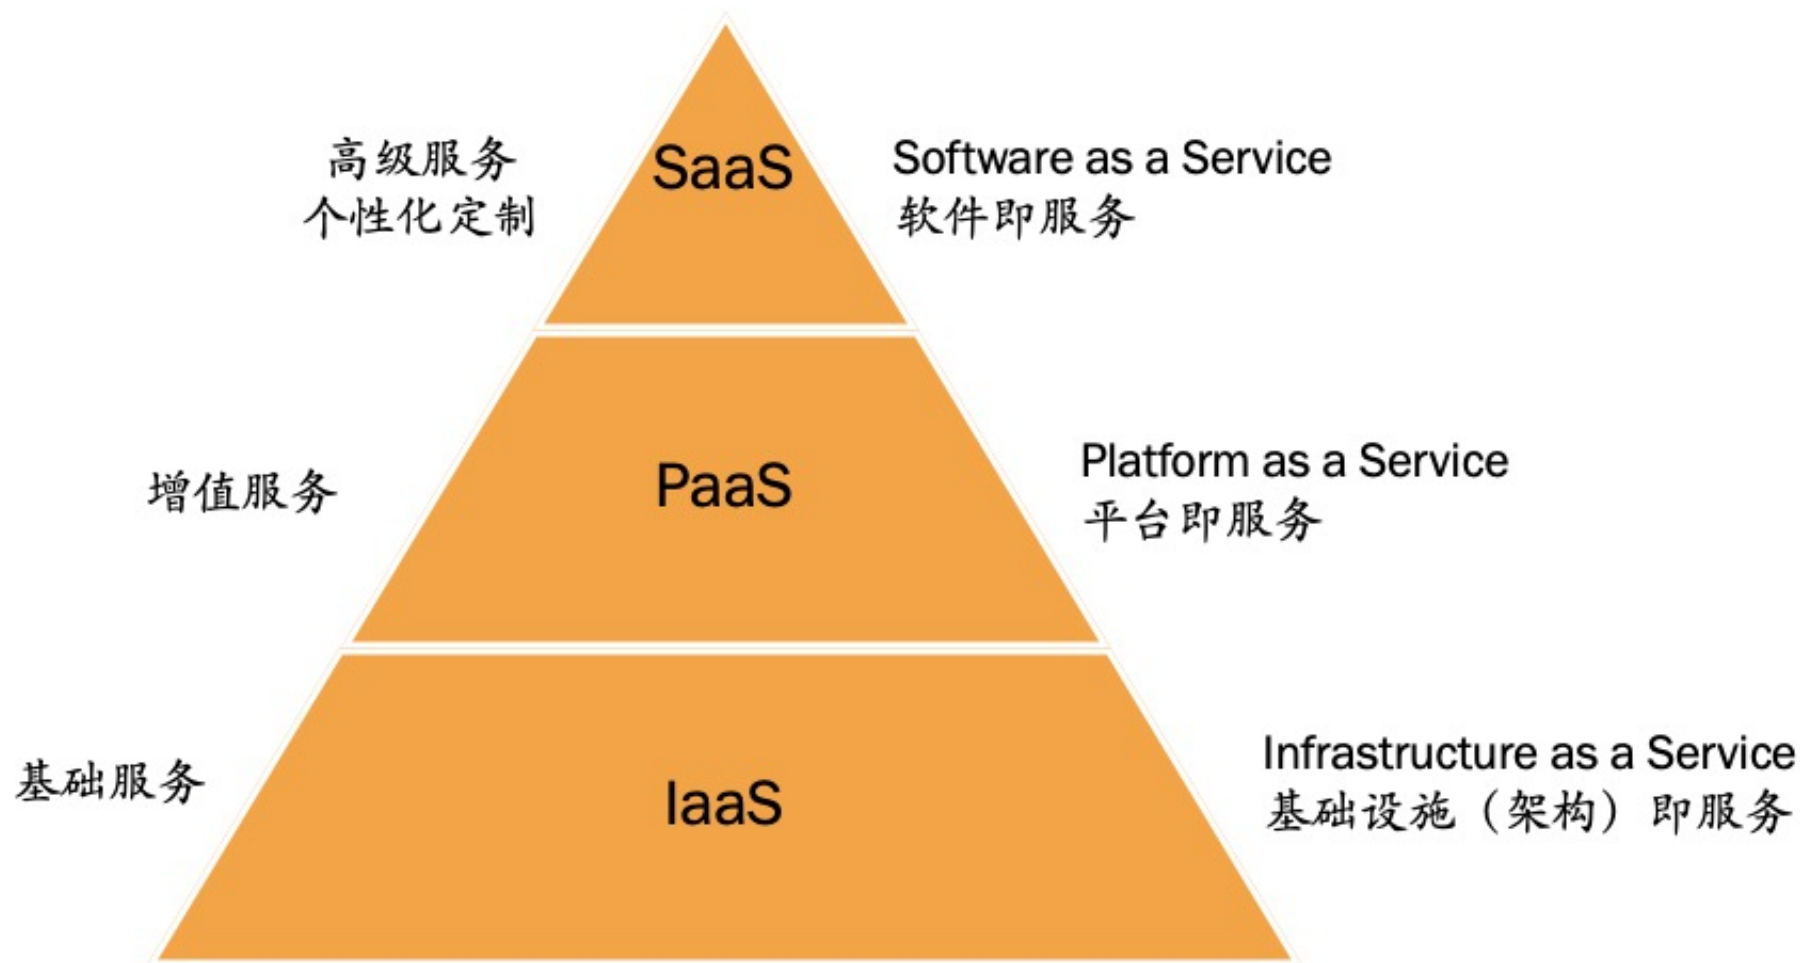 高级服务
个性化定制
SaaS
Software as a Service
软件即服务
增值服务
PaaS
Platform as a Service
平台即服务
基础服务
IaaS
Infrastructure as a Service
基础设施（架构）即服务